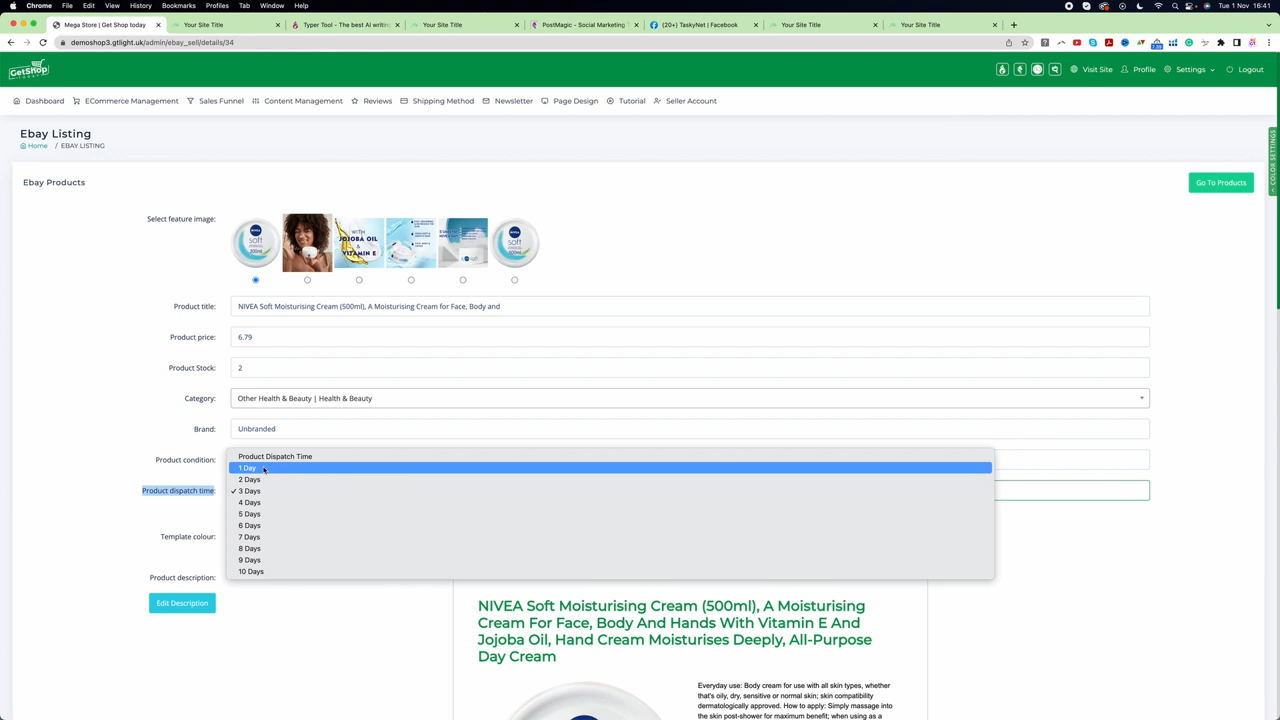 Chrome File Edit View History Bookmarks Profiles Tab Window Help Tue 1 Nov 16:41
Mega Store | Get Shop today Your Site Title Typer Tool - The best AI writin Your Site Title PostMagic - Social Marketing (20+) TaskyNet | Facebook Your Site Title Your Site Title
demoshop3.gtlight.uk/admin/ebay_sell/details/34
GetShop Visit Site Profile Settings Logout
Dashboard ECommerce Management Sales Funnel Content Management Reviews Shipping Method Newsletter Page Design Tutorial Seller Account
Ebay Listing
Home / EBAY LISTING
COLOR SETTINGS
Ebay Products Go To Products
Select feature image:
NIVEA soft WITH JOJOBA OIL & VITAMIN E NIVEA soft
Product title: NIVEA Soft Moisturising Cream (500ml), A Moisturising Cream for Face, Body and
Product price: 6.79
Product Stock: 2
Category: Other Health & Beauty | Health & Beauty
Brand: Unbranded
Product condition:
Product Dispatch Time
1 Day
2 Days
Product dispatch time: ✓ 3 Days
4 Days
5 Days
6 Days
Template colour: 7 Days
8 Days
9 Days
10 Days
Product description:
Edit Description
NIVEA Soft Moisturising Cream (500ml), A Moisturising
Cream For Face, Body And Hands With Vitamin E And
Jojoba Oil, Hand Cream Moisturises Deeply, All-Purpose
Day Cream
Everyday use: Body cream for use with all skin types, whether
that's oily, dry, sensitive or normal skin; skin compatibility
dermatologically approved. How to apply: Simply massage into
the skin post-shower for maximum benefit; when using as a